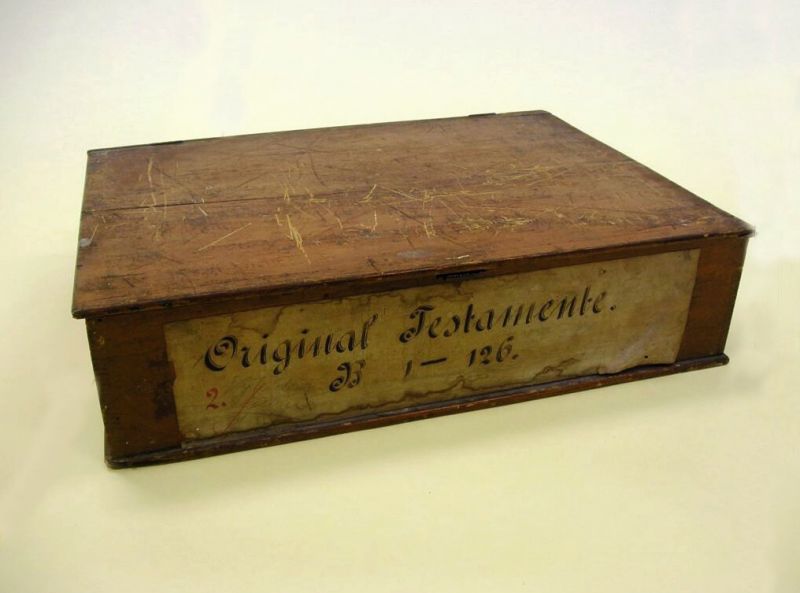 Original Testamente.
B 1 — 126.
2.